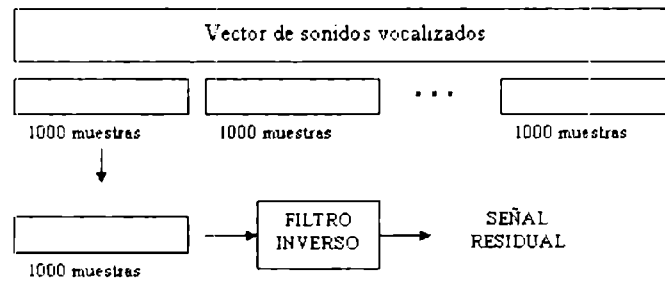 Vector de sonidos vocalizados
. . .
1000 muestras
1000 muestras
1000 muestras
FILTRO
INVERSO
SEÑAL
RESIDUAL
1000 muestras